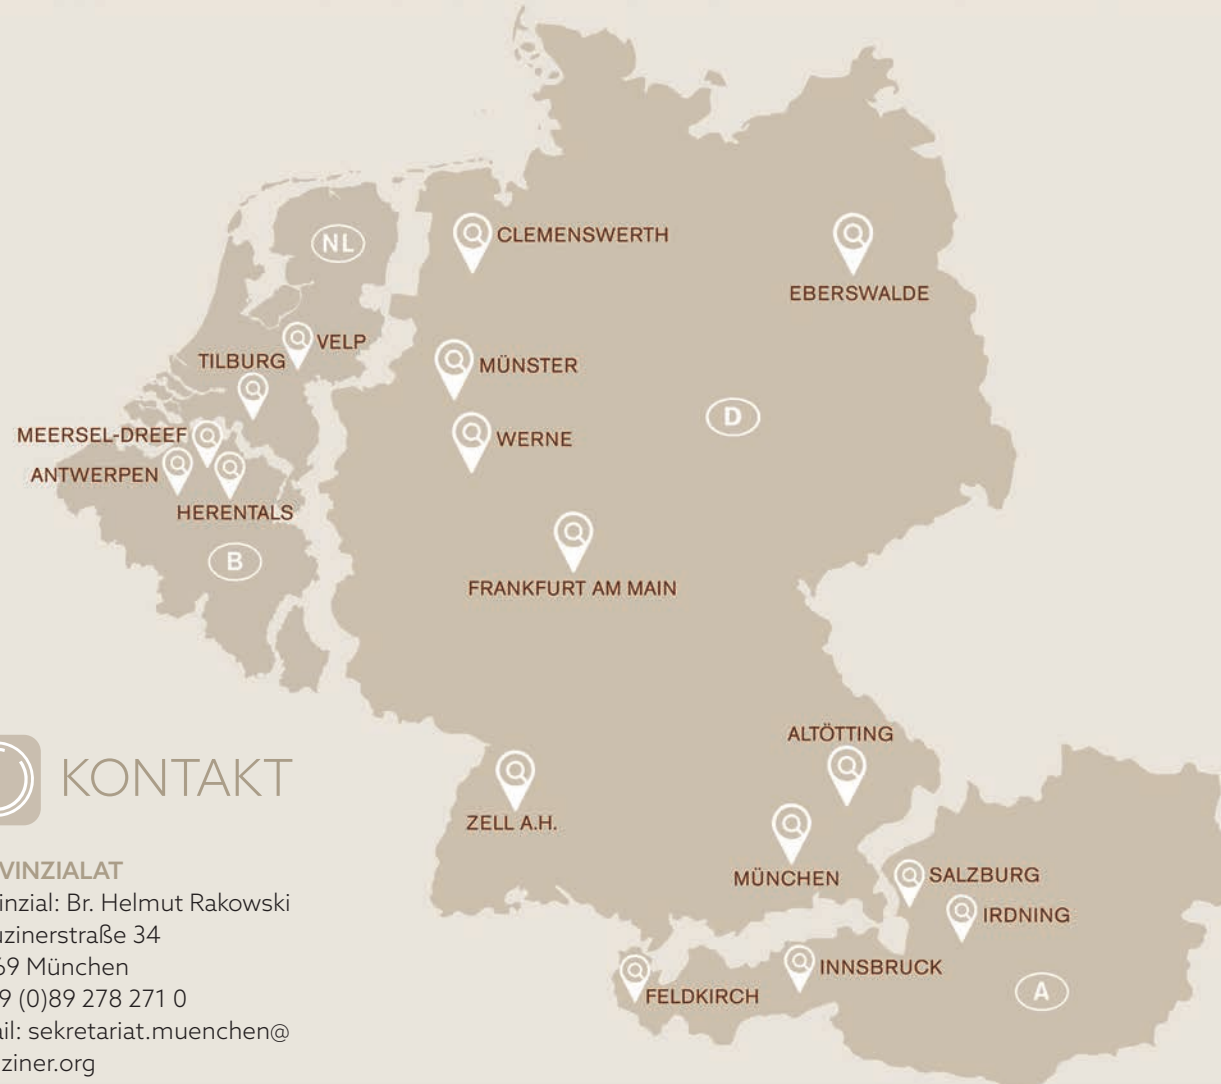 CLEMENSWERTH
NL
EBERSWALDE
VELP
TILBURG
MÜNSTER
D
MEERSEL-DREEF
WERNE
ANTWERPEN
HERENTALS
B
FRANKFURT AM MAIN
ALTÖTTING
KONTAKT
ZELL A.H.
VINZIALAT
MÜNCHEN
SALZBURG
inzial: Br. Helmut Rakowski
IRDNING
uzinerstraße 34
69 München
INNSBRUCK
A
9 (0)89 278 271 0
FELDKIRCH
ail: sekretariat.muenchen@
ziner.org